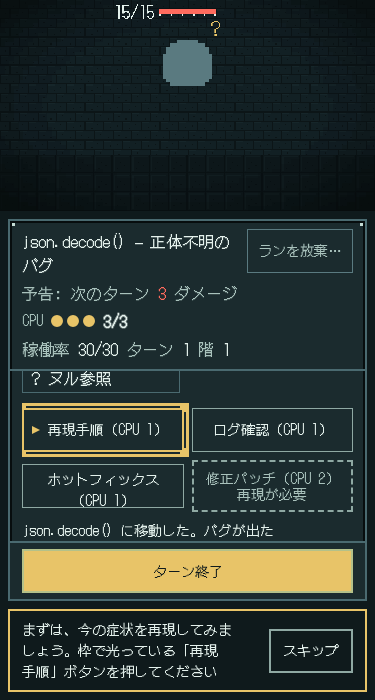 15/15
?
json.decode() – 正体不明の
バグ
ランを放棄…
予告: 次のターン 3 ダメージ
CPU 3/3
稼働率 30/30 ターン 1 階 1
? ヌル参照
▶ 再現手順 (CPU 1)
ログ確認 (CPU 1)
ホットフィックス
(CPU 1)
修正パッチ (CPU 2)
再現が必要
json.decode() に移動した。バグが出た
ターン終了
まずは、今の症状を再現してみま
しょう。枠で光っている「再現
手順」ボタンを押してください
スキップ